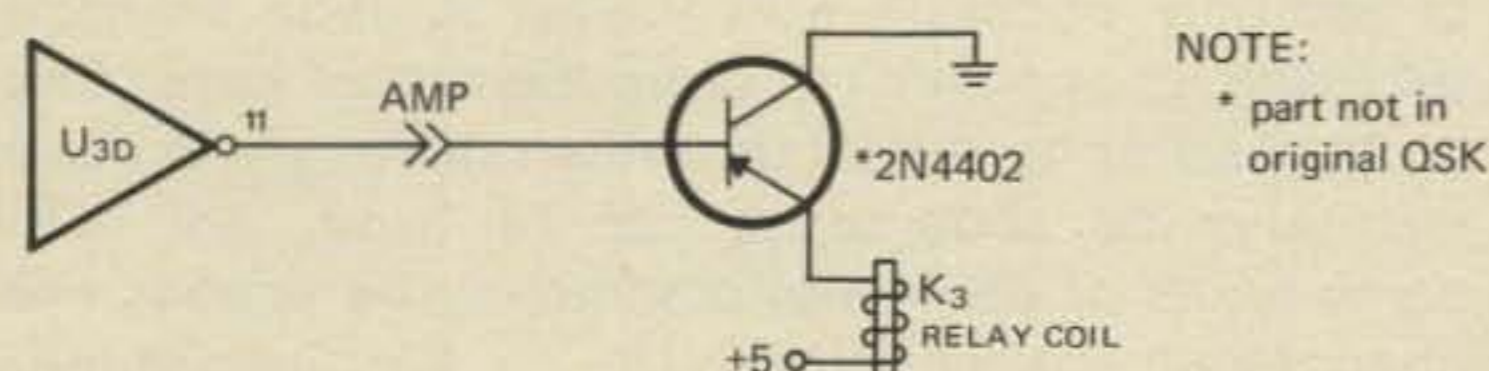 NOTE:
* part not in
original QSK
AMP
11
U3D
*2N4402
K3
RELAY COIL
+5